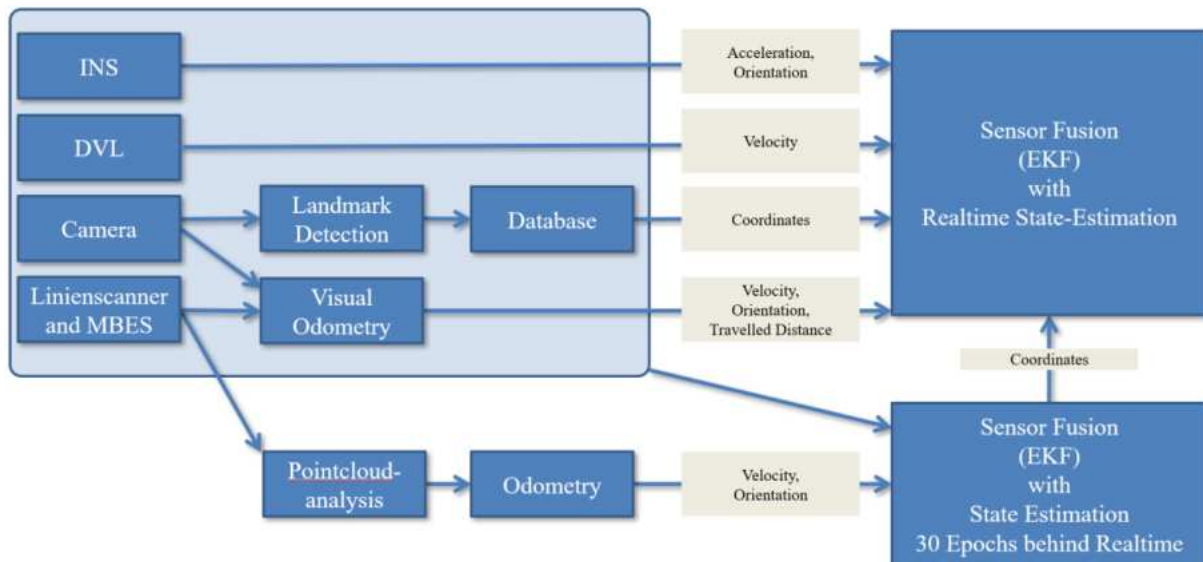 INS
Acceleration,
Orientation
DVL
Velocity
Sensor Fusion
(EKF)
with
Realtime State-Estimation
Camera
Landmark
Detection
Database
Coordinates
Linienscanner
and MBES
Visual
Odometry
Velocity,
Orientation,
Travelled Distance
Coordinates
Pointcloud-
analysis
Odometry
Velocity,
Orientation
Sensor Fusion
(EKF)
with
State Estimation
30 Epochs behind Realtime